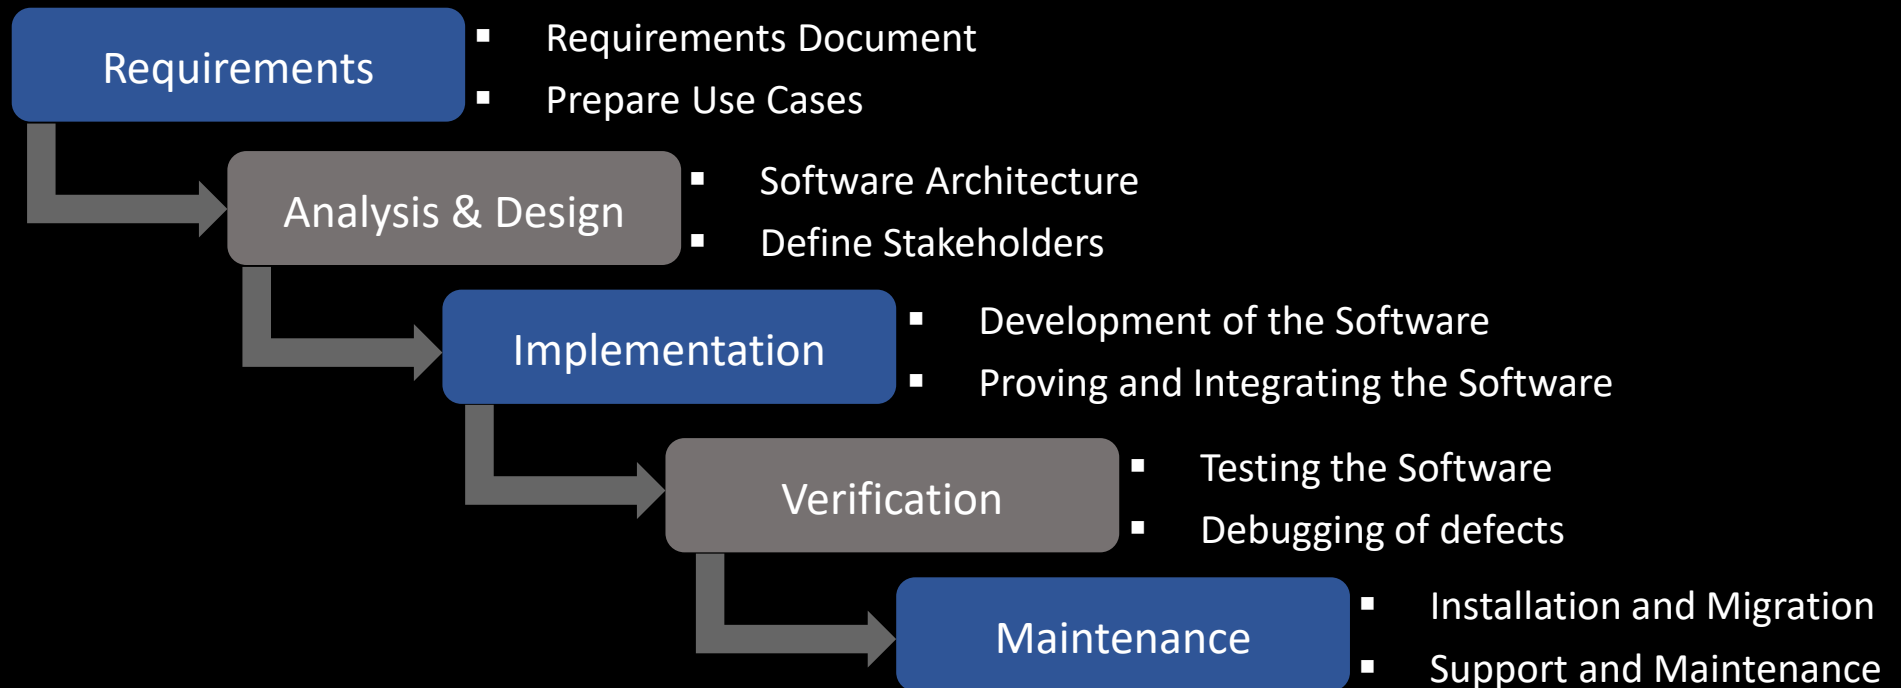 Requirements
▪ Requirements Document
▪ Prepare Use Cases
Analysis & Design
▪ Software Architecture
▪ Define Stakeholders
Implementation
▪ Development of the Software
▪ Proving and Integrating the Software
Verification
▪ Testing the Software
▪ Debugging of defects
Maintenance
▪ Installation and Migration
▪ Support and Maintenance